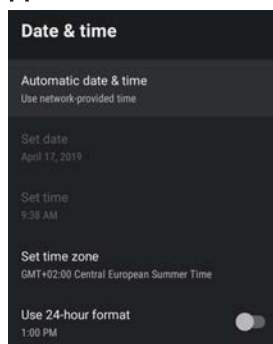 Date & time
Automatic date & time
Use network-provided time
Set date
April 17, 2019
Set time
9:38 AM
Set time zone
GMT+02:00 Central European Summer Time
Use 24-hour format
1:00 PM